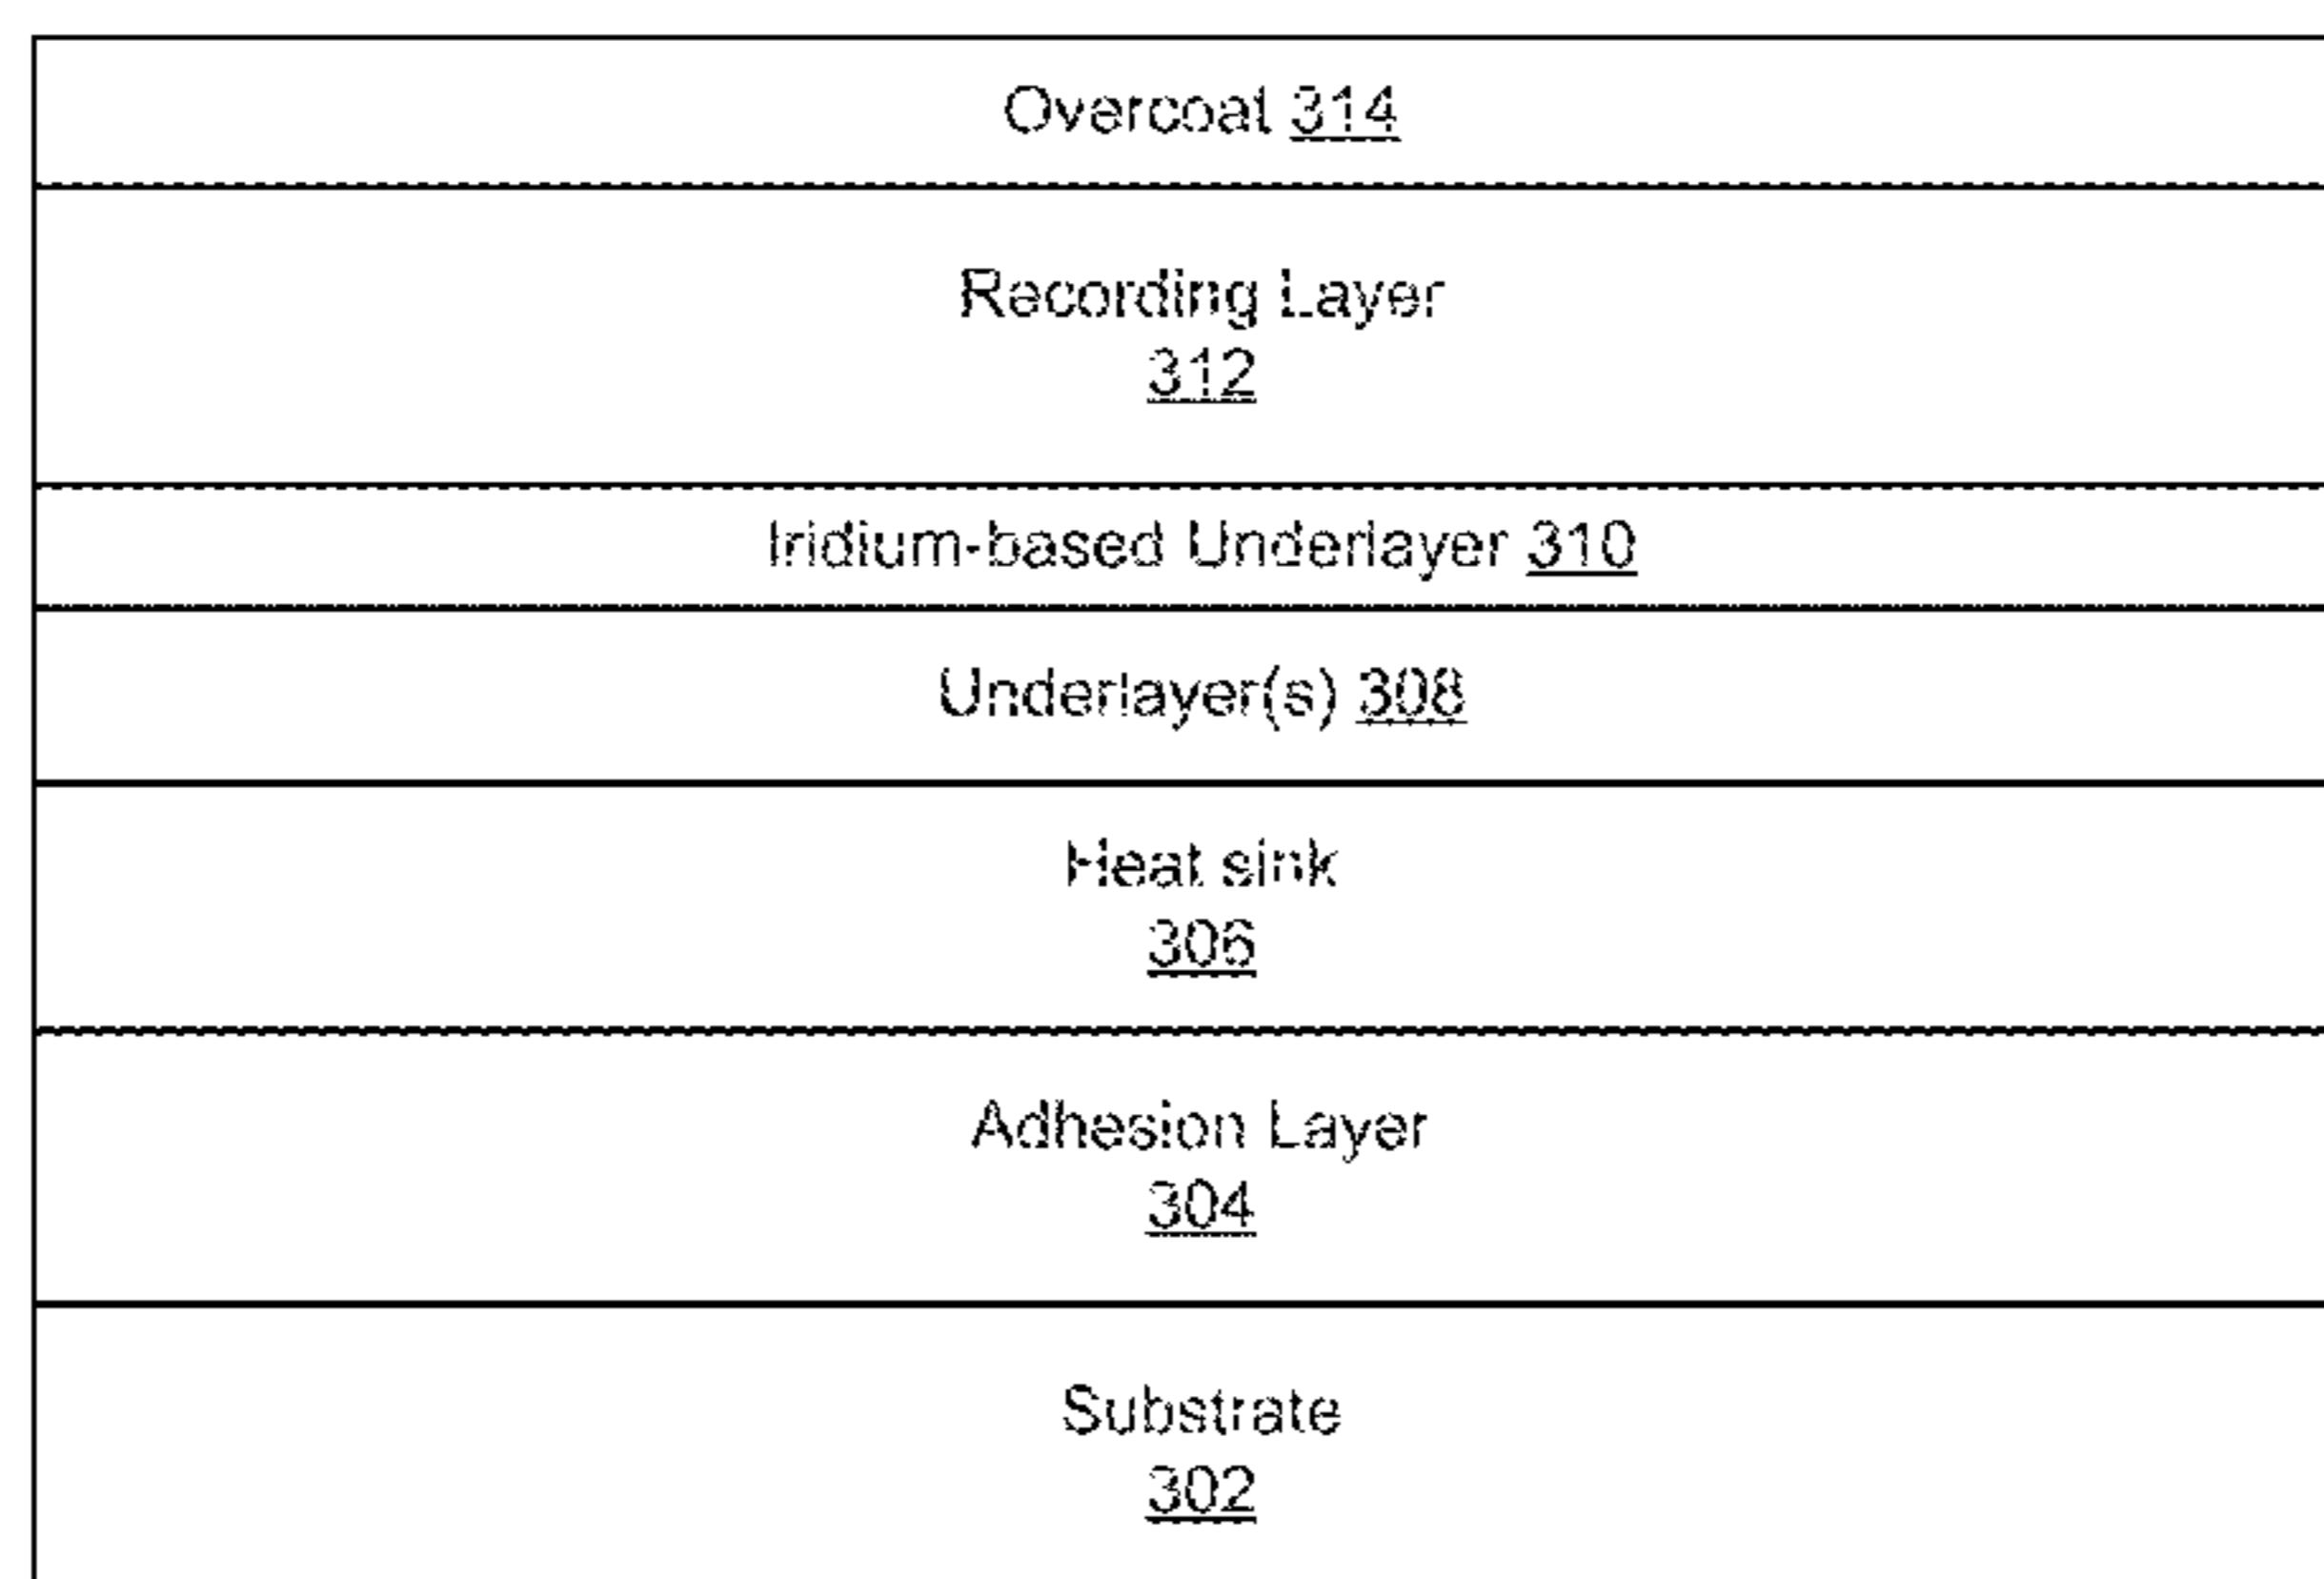 Overcoat 314
Recording Layer
312
Iridium-based Underlayer 310
Underlayer(s) 308
Heat sink
306
Adhesion Layer
304
Substrate
302